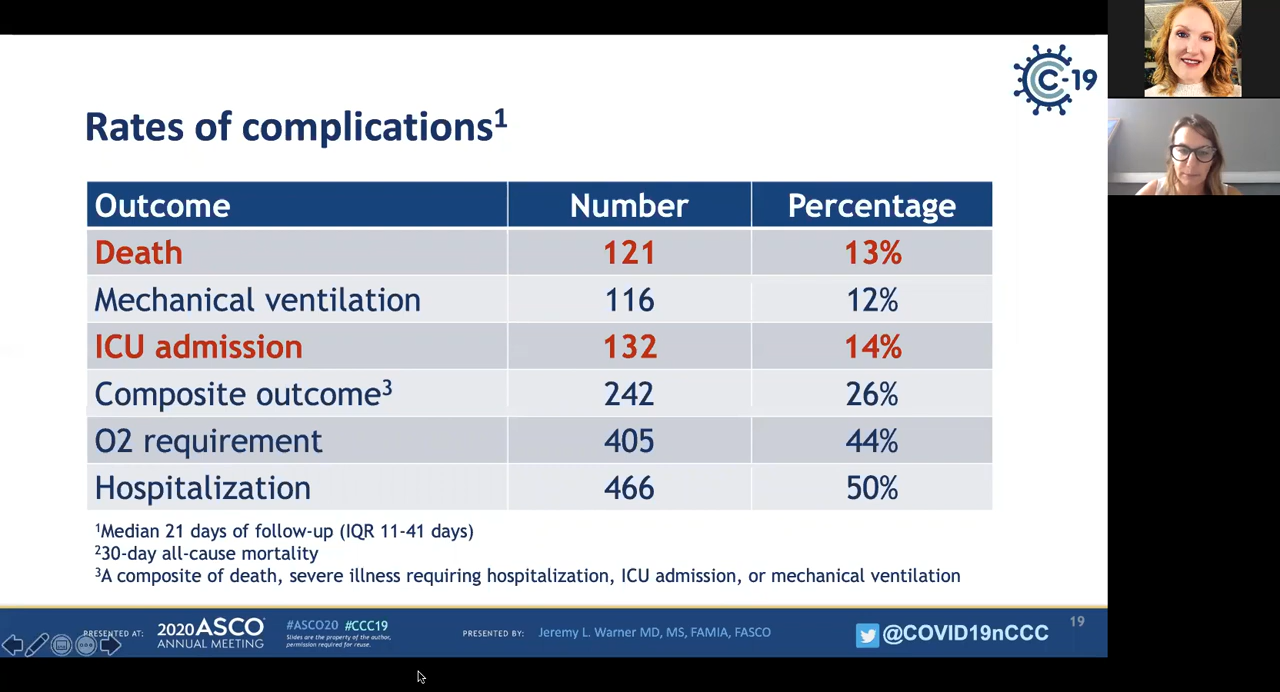 C-19
Rates of complications¹
Outcome Number Percentage
Death 121 13%
Mechanical ventilation 116 12%
ICU admission 132 14%
Composite outcome³ 242 26%
O2 requirement 405 44%
Hospitalization 466 50%
¹Median 21 days of follow-up (IQR 11-41 days)
²30-day all-cause mortality
³A composite of death, severe illness requiring hospitalization, ICU admission, or mechanical ventilation
PRESENTED AT:
2020 ASCO®
ANNUAL MEETING
#ASCO20 #CCC19
Slides are the property of the author,
permission required for reuse.
PRESENTED BY: Jeremy L. Warner MD, MS, FAMIA, FASCO
@COVID19nCCC
19